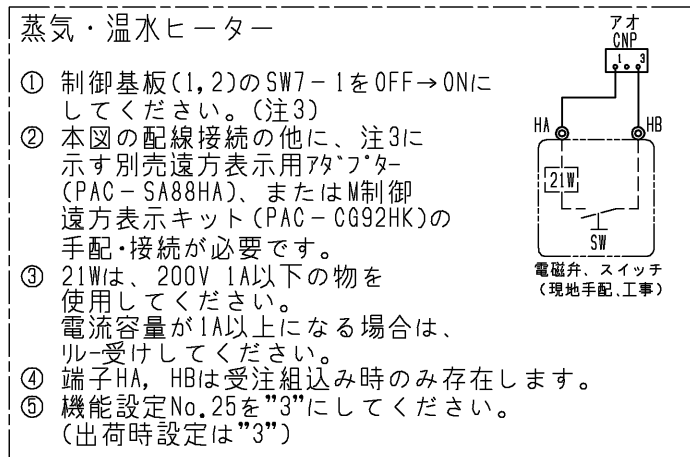 蒸気・温水ヒーター
① 制御基板(1,2)のSW7-1をOFF→ONに
してください。(注3)
② 本図の配線接続の他に、注3に
示す別売遠方表示用ｱﾀﾞﾌﾟﾀｰ
(PAC-SA88HA)、またはM制御
遠方表示キット(PAC-CG92HK)の
手配・接続が必要です。
③ 21Wは、200V 1A以下の物を
使用してください。
電流容量が1A以上になる場合は、
ﾘﾚｰ受けしてください。
④ 端子HA, HBは受注組込み時のみ存在します。
⑤ 機能設定No.25を"3"にしてください。
(出荷時設定は"3")
アオ
CNP
1 3
HA HB
21W
SW
電磁弁、スイッチ
(現地手配、工事)